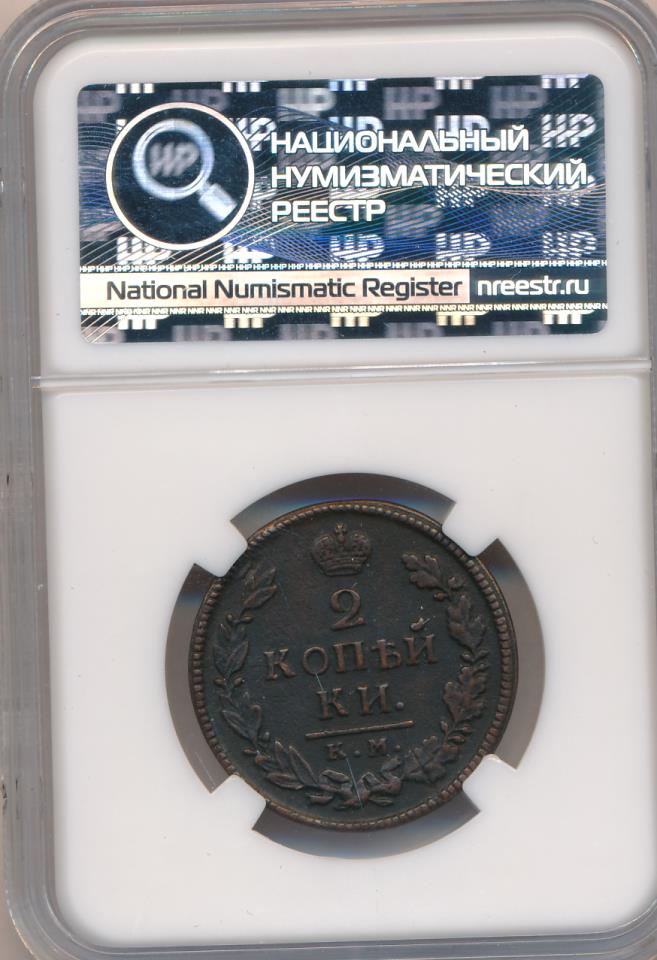 НАЦИОНАЛЬНЫЙ
НУМИЗМАТИЧЕСКИЙ
РЕЕСТР
National Numismatic Register nreestr.ru
2
КОПѢЙ
КИ.
К. М.